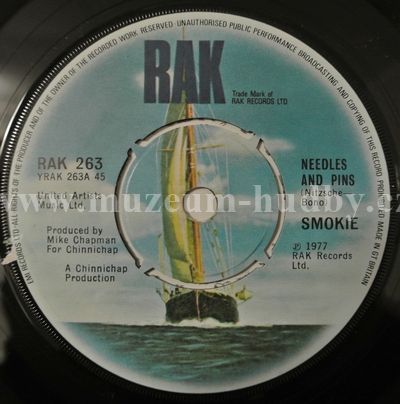 EMI RECORDS LTD ALL RIGHTS OF THE PRODUCER AND OF THE OWNER OF THE RECORDED WORK RESERVED UNAUTHORISED PUBLIC PERFORMANCE BROADCASTING AND COPYING OF THIS RECORD PROHIBITED MADE IN GT BRITAIN
RAK
Trade Mark of
RAK RECORDS LTD
RAK 263
YRAK 263A 45
United Artists
Music Ltd.
Produced by
Mike Chapman
For Chinnichap
A Chinnichap
Production
NEEDLES
AND PINS
(Nitzsche—
Bono)
SMOKIE
℗ 1977
RAK Records
Ltd.
www.muzeum-hudby.cz